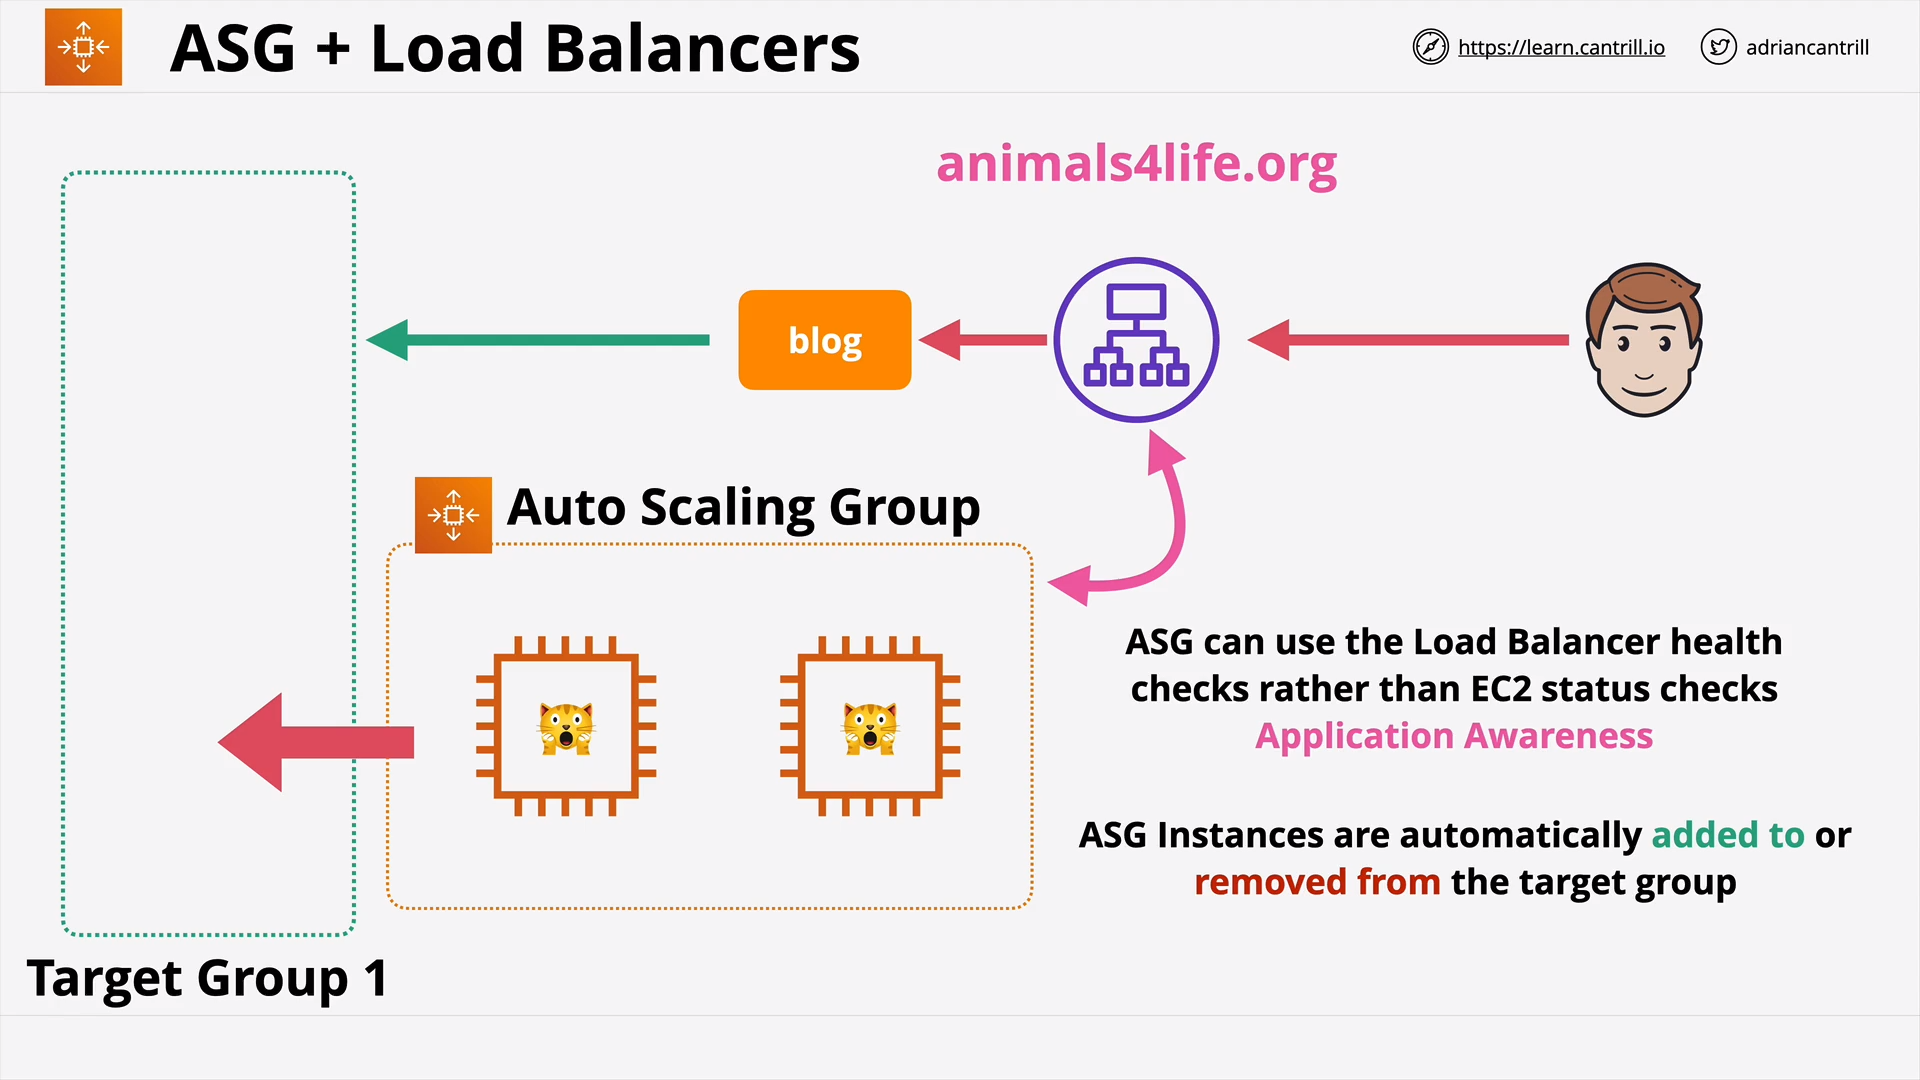 ASG + Load Balancers
https://learn.cantrill.io
adriancantrill
animals4life.org
blog
Auto Scaling Group
ASG can use the Load Balancer health
checks rather than EC2 status checks
Application Awareness
ASG Instances are automatically added to or
removed from the target group
Target Group 1